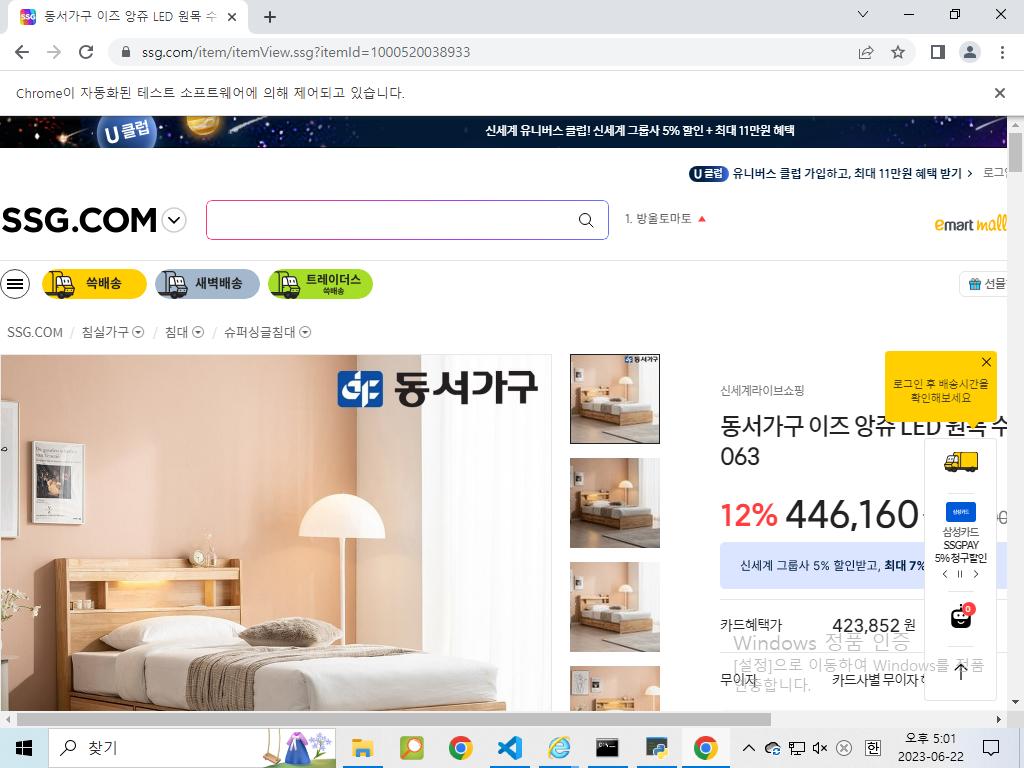 동서가구 이즈 앙쥬 LED 원목 수
ssg.com/item/itemView.ssg?itemId=1000520038933
Chrome이 자동화된 테스트 소프트웨어에 의해 제어되고 있습니다.
U 클럽
신세계 유니버스 클럽! 신세계 그룹사 5% 할인 + 최대 11만원 혜택
U 클럽 유니버스 클럽 가입하고, 최대 11만원 혜택 받기 >
SSG.COM
1. 방울토마토
emart mall
쓱배송
새벽배송
트레이더스
쓱배송
선물
SSG.COM / 침실가구 / 침대 / 슈퍼싱글침대
동서가구
동서가구
로그인 후 배송시간을
확인해보세요
신세계라이브쇼핑
동서가구 이즈 앙쥬 LED 원목 수
063
12% 446,160
삼성카드
삼성카드
SSGPAY
5% 청구할인
신세계 그룹사 5% 할인받고, 최대 7%
0
카드혜택가 423,852 원
Windows 정품 인증
[설정]으로 이동하여 Windows를 정품
인증합니다.
무이자 카드사별 무이자
찾기
한
오후 5:01
2023-06-22